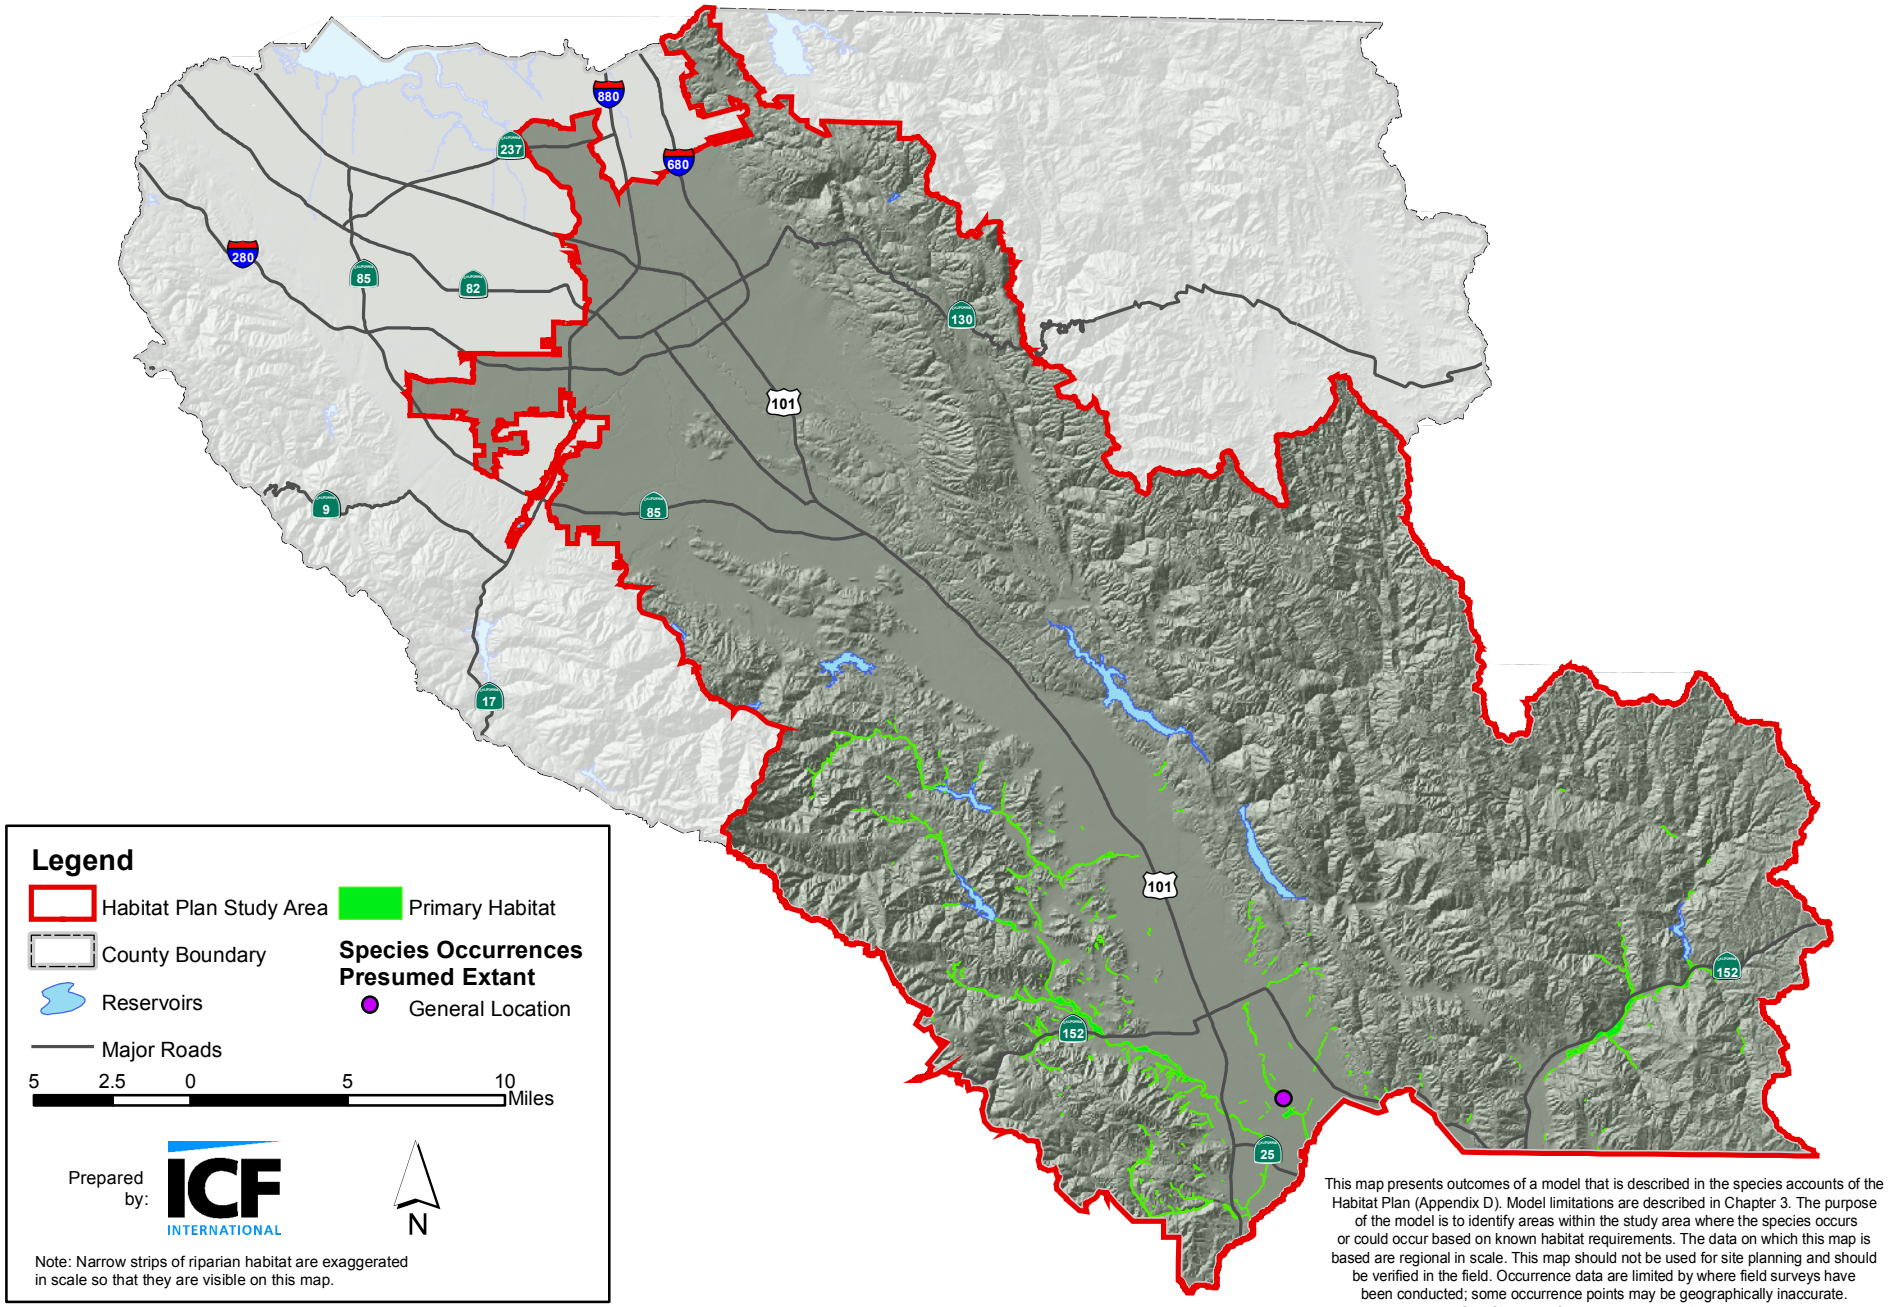 880
237
680
280
85
82
130
101
9
85
17
101
152
152
25
Legend
Habitat Plan Study Area
Primary Habitat
County Boundary
Species Occurrences
Presumed Extant
Reservoirs
General Location
Major Roads
5 2.5 0 5 10
Miles
Prepared
by:
ICF
INTERNATIONAL
N
Note: Narrow strips of riparian habitat are exaggerated
in scale so that they are visible on this map.
This map presents outcomes of a model that is described in the species accounts of the
Habitat Plan (Appendix D). Model limitations are described in Chapter 3. The purpose
of the model is to identify areas within the study area where the species occurs
or could occur based on known habitat requirements. The data on which this map is
based are regional in scale. This map should not be used for site planning and should
be verified in the field. Occurrence data are limited by where field surveys have
been conducted; some occurrence points may be geographically inaccurate.